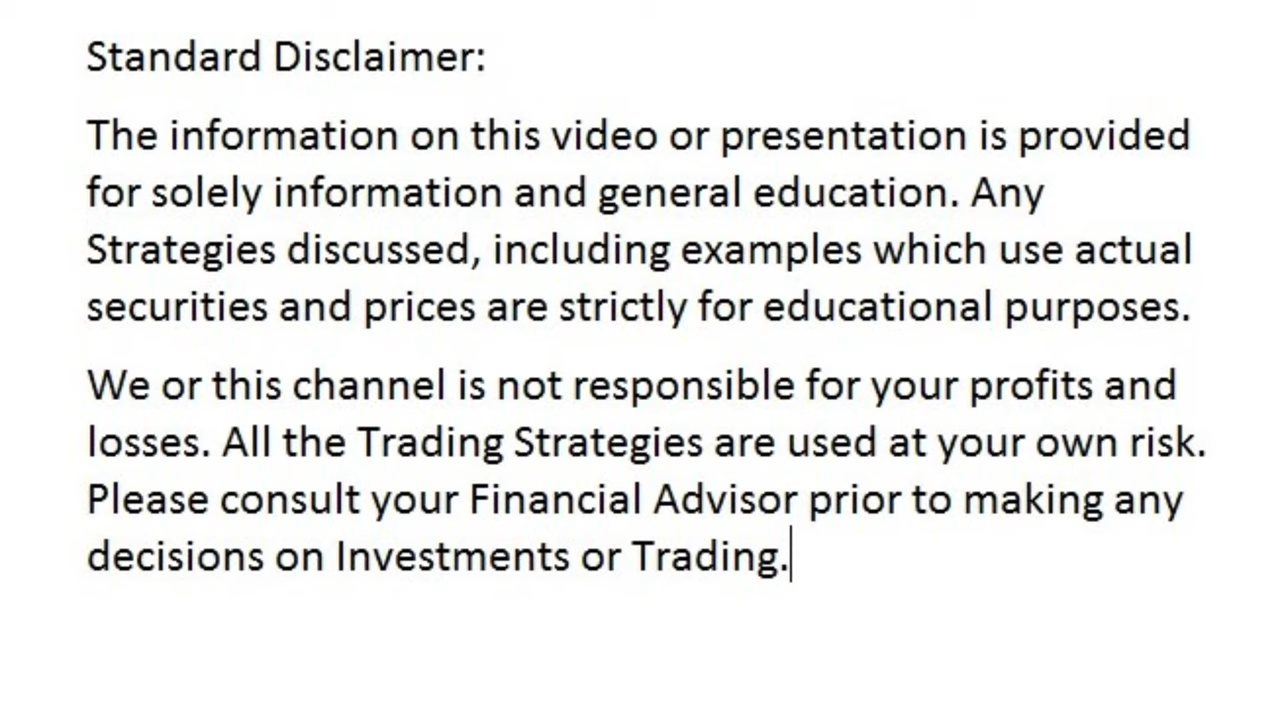 Standard Disclaimer:
The information on this video or presentation is provided
for solely information and general education. Any
Strategies discussed, including examples which use actual
securities and prices are strictly for educational purposes.
We or this channel is not responsible for your profits and
losses. All the Trading Strategies are used at your own risk.
Please consult your Financial Advisor prior to making any
decisions on Investments or Trading.